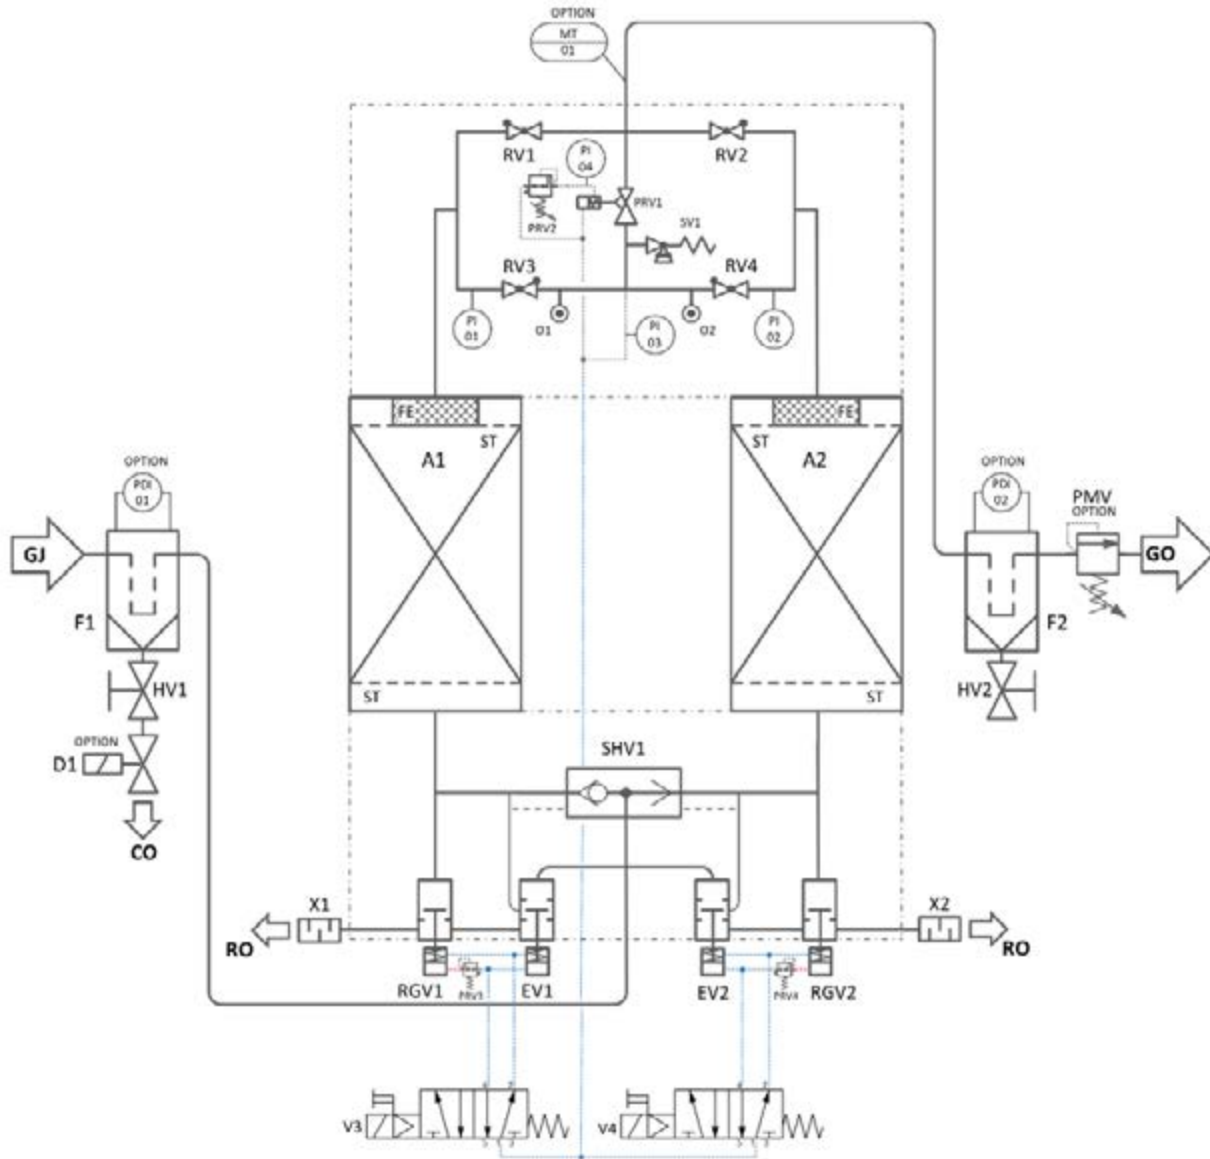 OPTION
MT
01
RV1
RV2
PI
04
PRV1
PRV2
SV1
RV3
RV4
PI
01
O1
PI
03
O2
PI
02
FE
ST
A1
FE
ST
A2
OPTION
PDI
01
OPTION
PDI
02
PMV
OPTION
GJ
GO
F1
F2
HV1
HV2
ST
ST
OPTION
D1
SHV1
CO
X1
X2
RO
RO
RGV1
PRV3
EV1
EV2
PRV4
RGV2
V3
V4